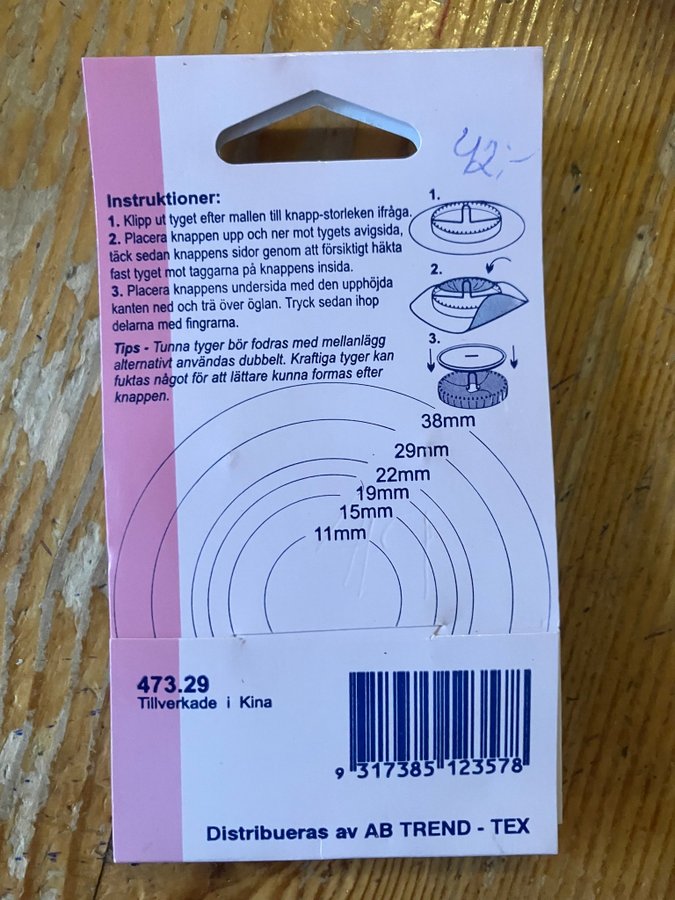 42:-
Instruktioner:
1. Klipp ut tyget efter mallen till knapp-storleken ifråga.
2. Placera knappen upp och ner mot tygets avigsida,
täck sedan knappens sidor genom att försiktigt häkta
fast tyget mot taggarna på knappens insida.
3. Placera knappens undersida med den upphöjda
kanten ned och trä över öglan. Tryck sedan ihop
delarna med fingrarna.
Tips - Tunna tyger bör fodras med mellanlägg
alternativt användas dubbelt. Kraftiga tyger kan
fuktas något för att lättare kunna formas efter
knappen.
1.
2.
3.
38mm
29mm
22mm
19mm
15mm
11mm
473.29
Tillverkade i Kina
9 317385 123578
Distribueras av AB TREND - TEX